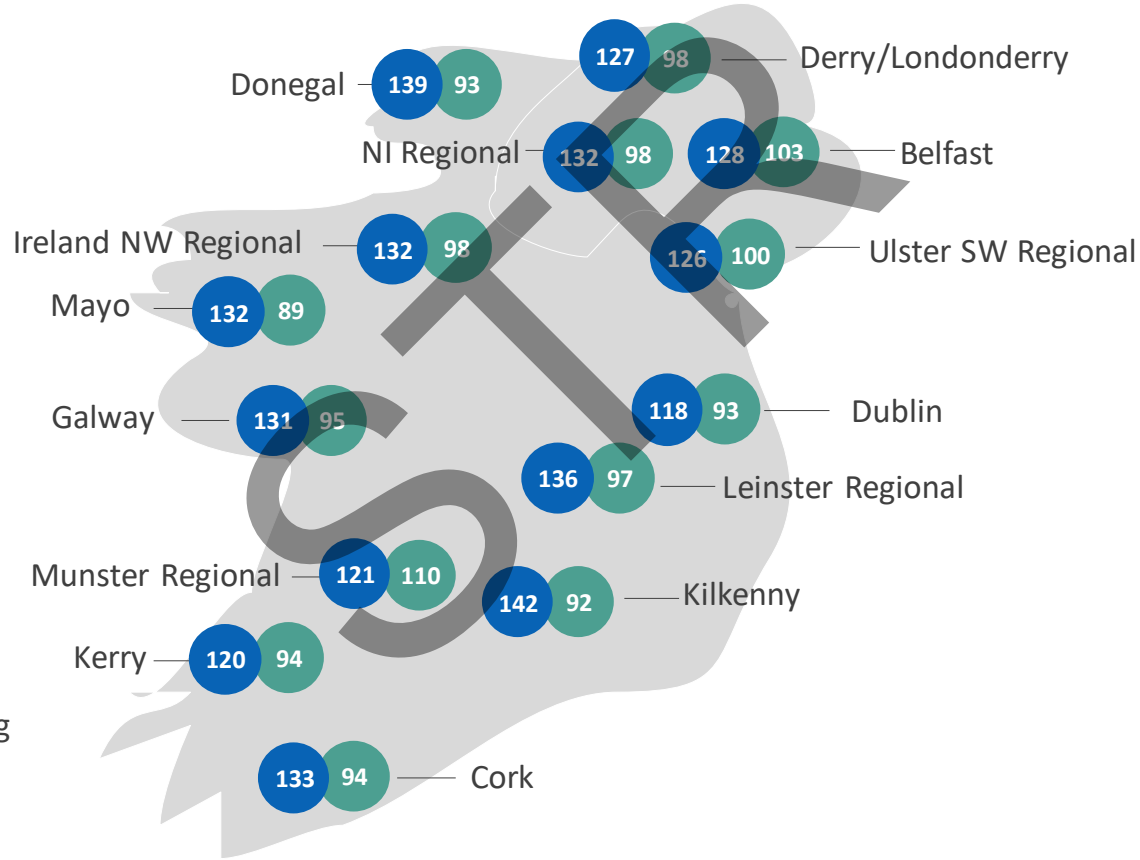 Derry/Londonderry
127 98
Donegal
139 93
NI Regional
132 98
128 103
Belfast
Ireland NW Regional
132 98
126 100
Ulster SW Regional
Mayo
132 89
Galway
131 95
118 93
Dublin
136 97
Leinster Regional
Munster Regional
121 110
142 92
Kilkenny
Kerry
120 94
g
133 94
Cork
STR